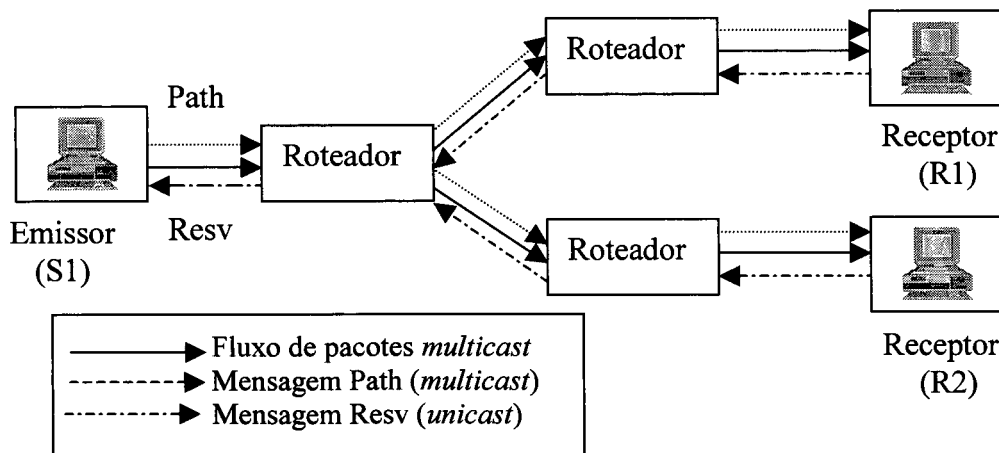 Roteador
Path
Roteador
Receptor
(R1)
Emissor
(S1)
Resv
Roteador
Receptor
(R2)
Fluxo de pacotes multicast
Mensagem Path (multicast)
Mensagem Resv (unicast)